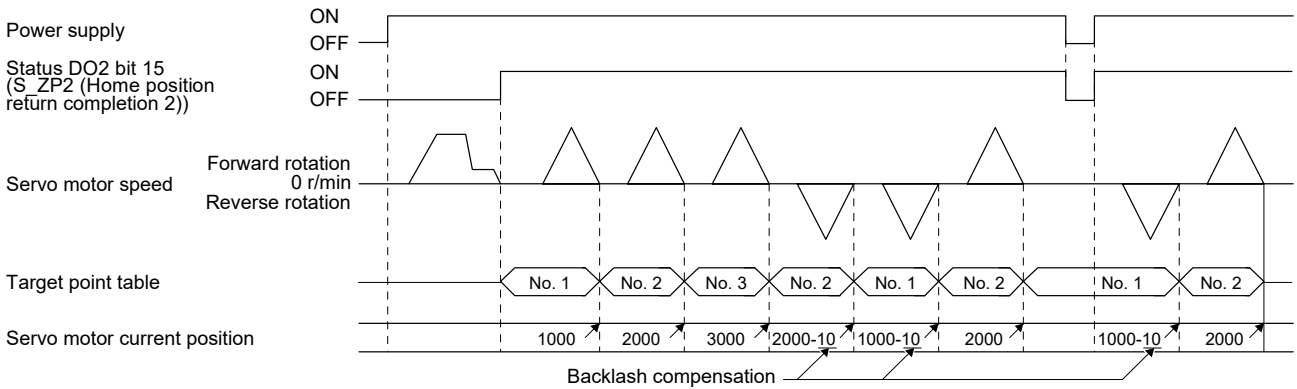 Power supply
ON
OFF
Status DO2 bit 15
(S_ZP2 (Home position
return completion 2))
ON
OFF
Servo motor speed
Forward rotation
0 r/min
Reverse rotation
Target point table
No. 1 No. 2 No. 3 No. 2 No. 1 No. 2 No. 1 No. 2
Servo motor current position
1000 2000 3000 2000-10 1000-10 2000 1000-10 2000
Backlash compensation